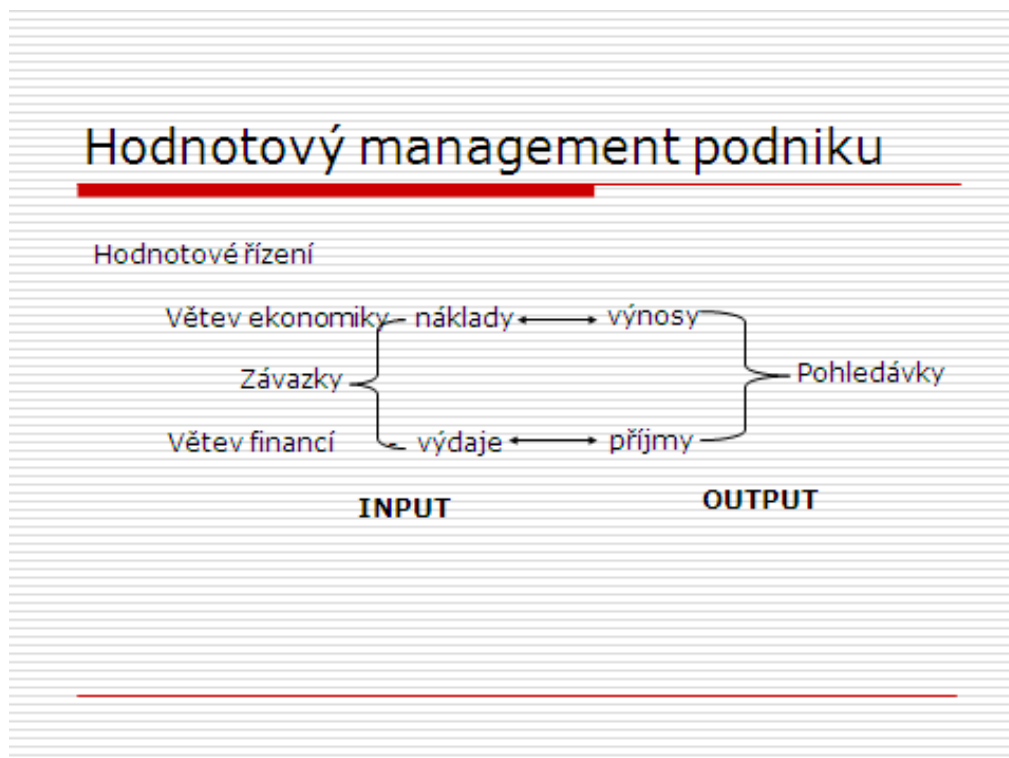 Hodnotový management podniku
Hodnotové řízení
Větev ekonomiky náklady výnosy
Závazky Pohledávky
Větev financí - výdaje příjmy
INPUT OUTPUT